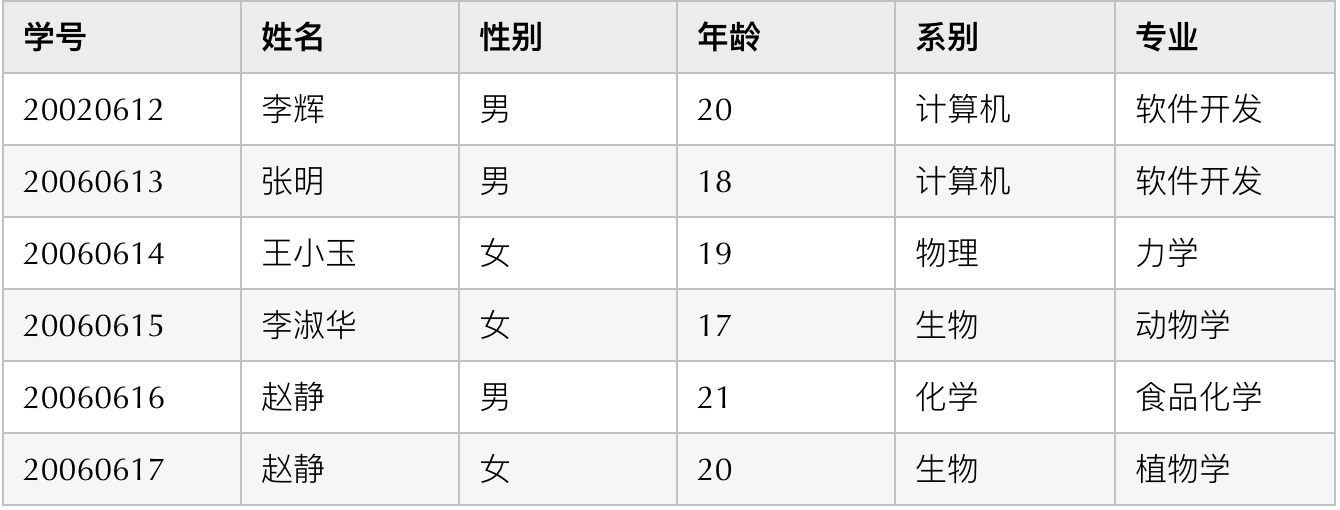 学号 姓名 性别 年龄 系别 专业
20020612 李辉 男 20 计算机 软件开发
20060613 张明 男 18 计算机 软件开发
20060614 王小玉 女 19 物理 力学
20060615 李淑华 女 17 生物 动物学
20060616 赵静 男 21 化学 食品化学
20060617 赵静 女 20 生物 植物学